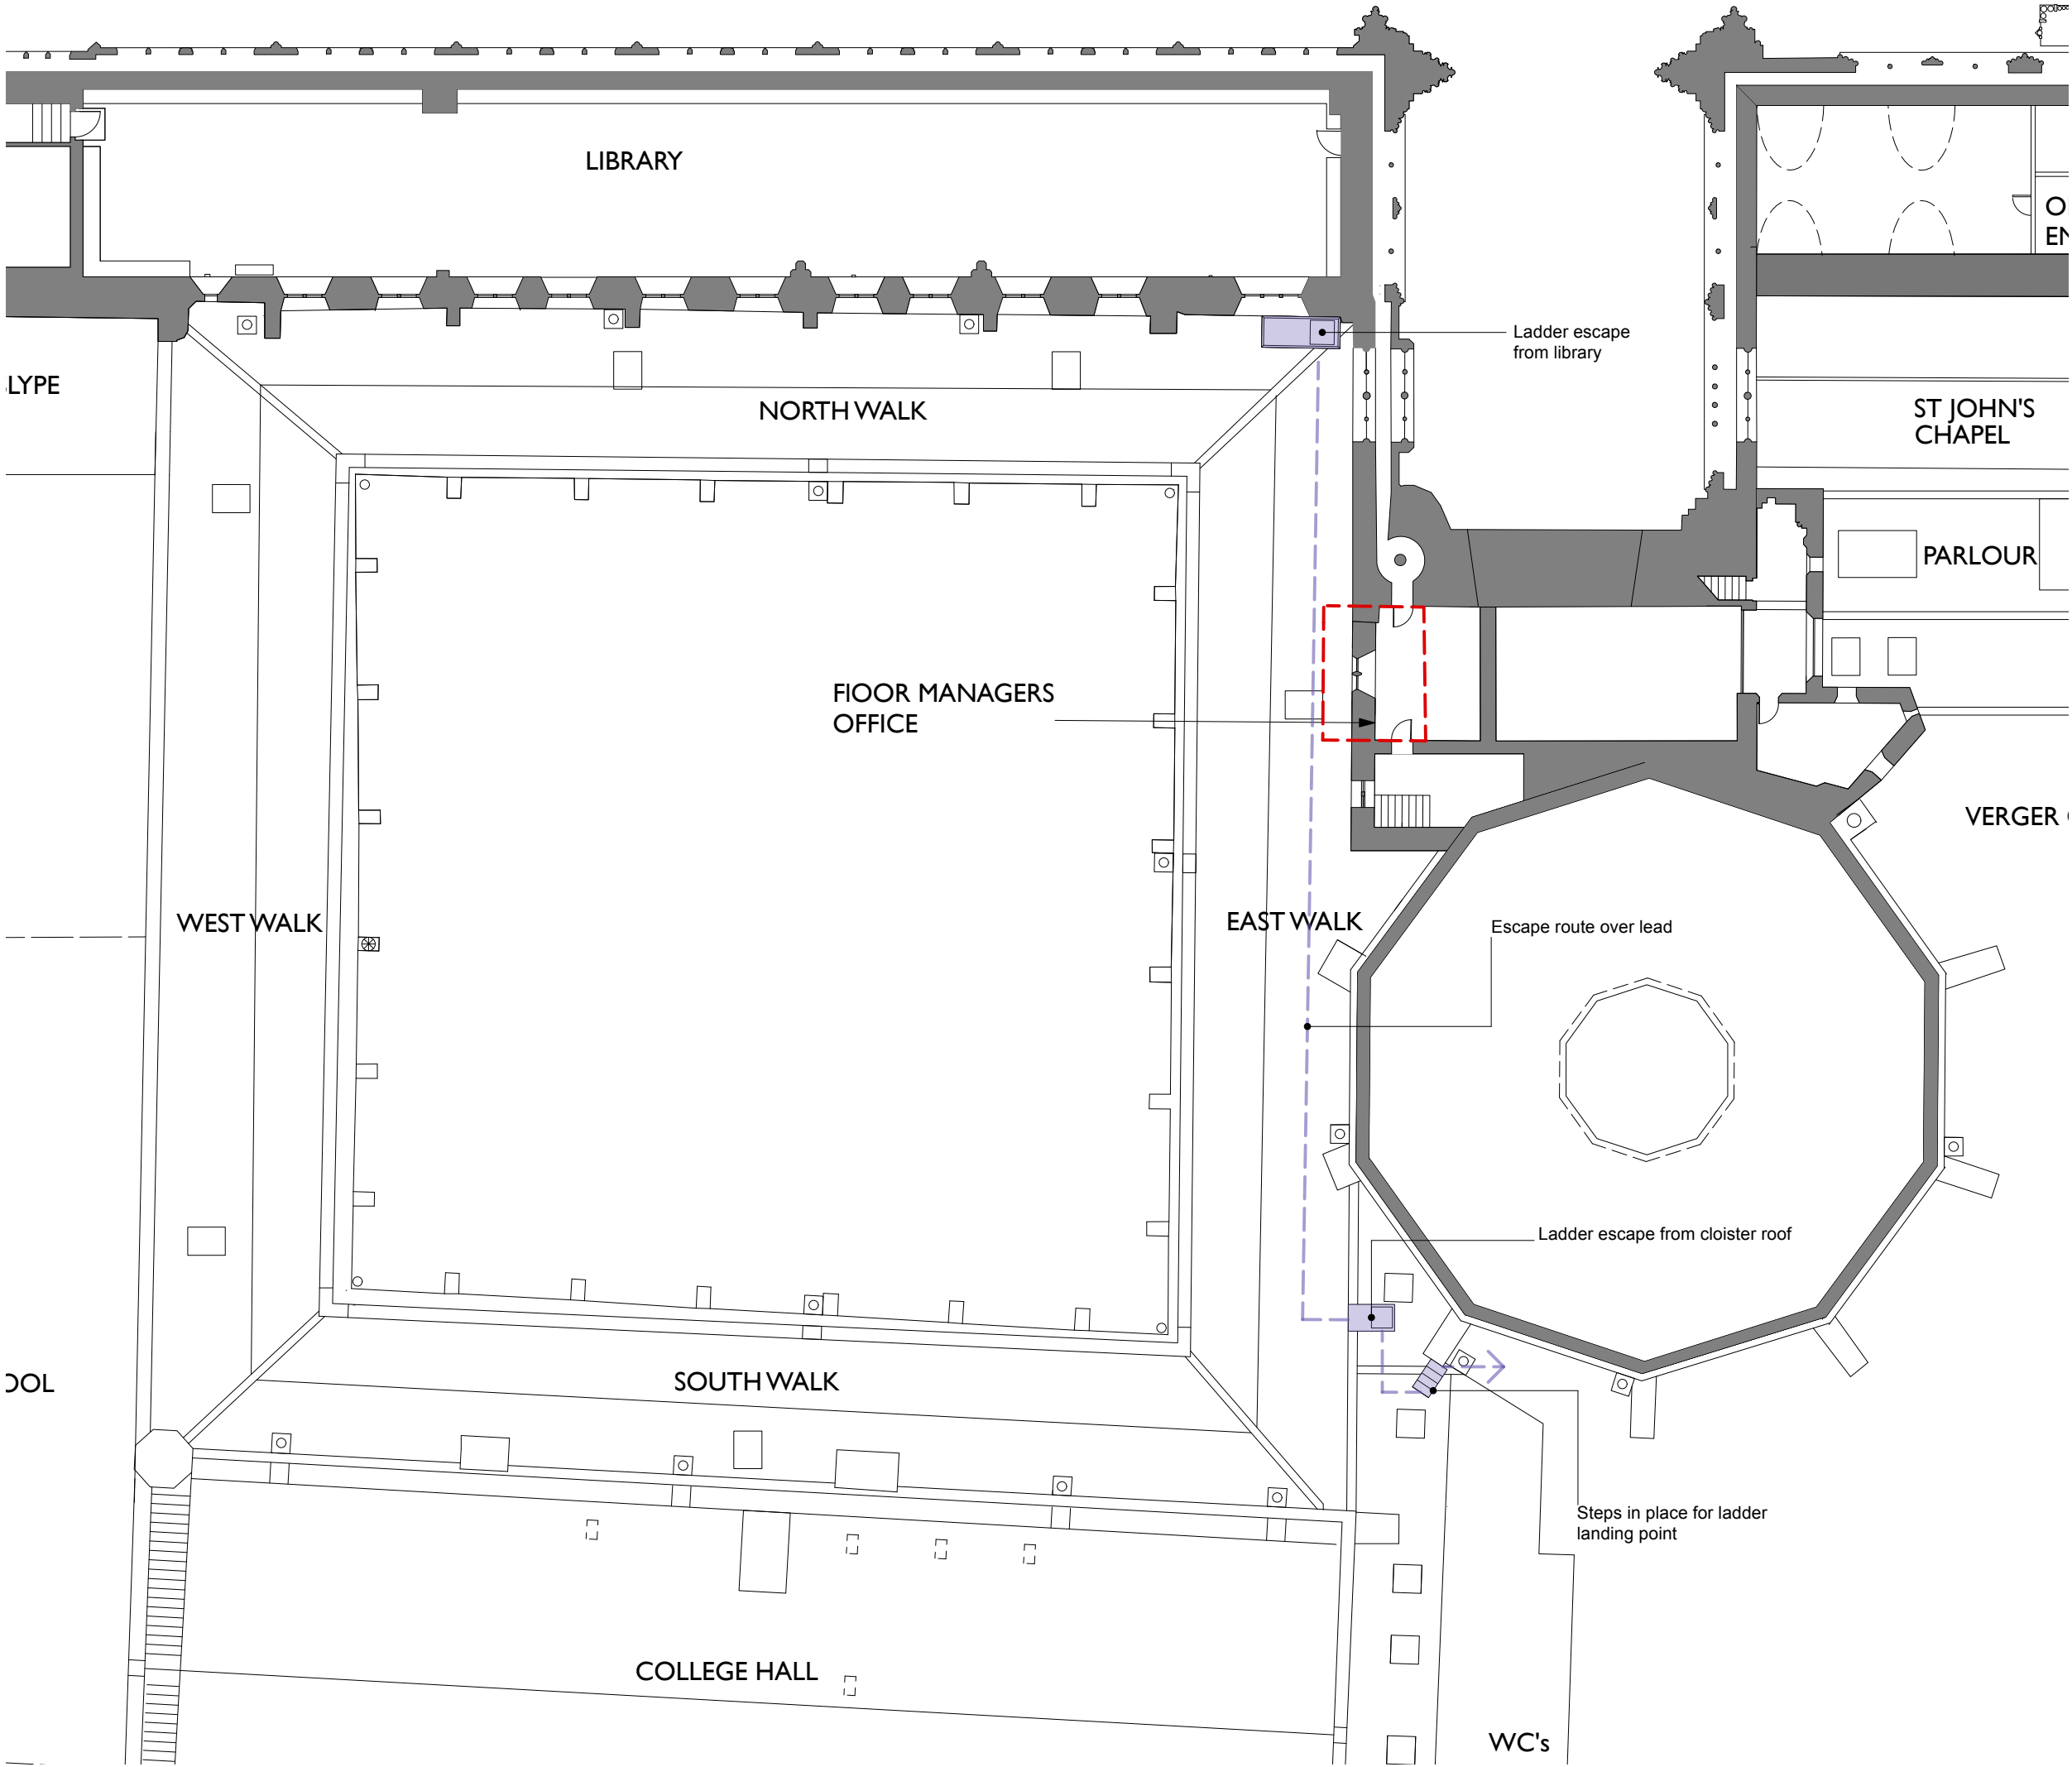 LIBRARY
O
EN
Ladder escape
from library
LYPE
NORTH WALK
ST JOHN'S
CHAPEL
PARLOUR
FIOOR MANAGERS
OFFICE
VERGER
WEST WALK
EAST WALK
Escape route over lead
Ladder escape from cloister roof
OOL
SOUTH WALK
Steps in place for ladder
landing point
COLLEGE HALL
WC's